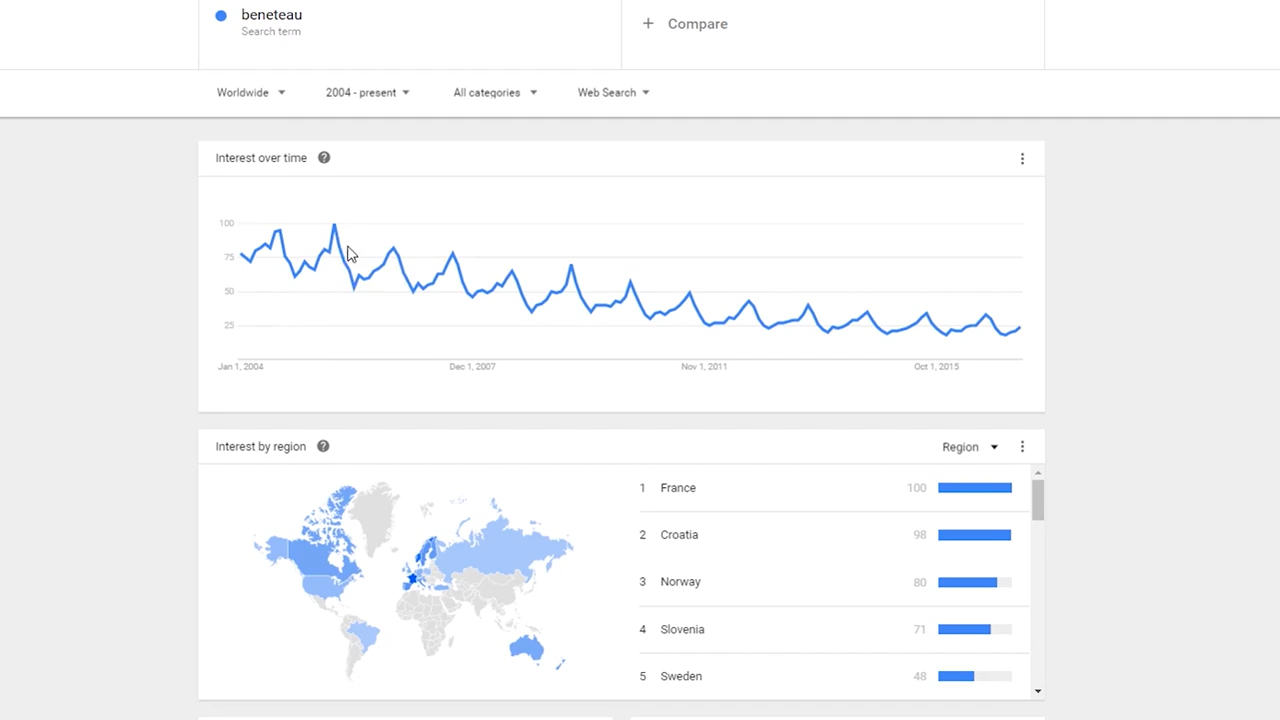 beneteau
Search term
+ Compare
Worldwide
2004 - present
All categories
Web Search
Interest over time
100
75
50
25
Jan 1, 2004
Dec 1, 2007
Nov 1, 2011
Oct 1, 2015
Interest by region
Region
1 France 100
2 Croatia 98
3 Norway 80
4 Slovenia 71
5 Sweden 48